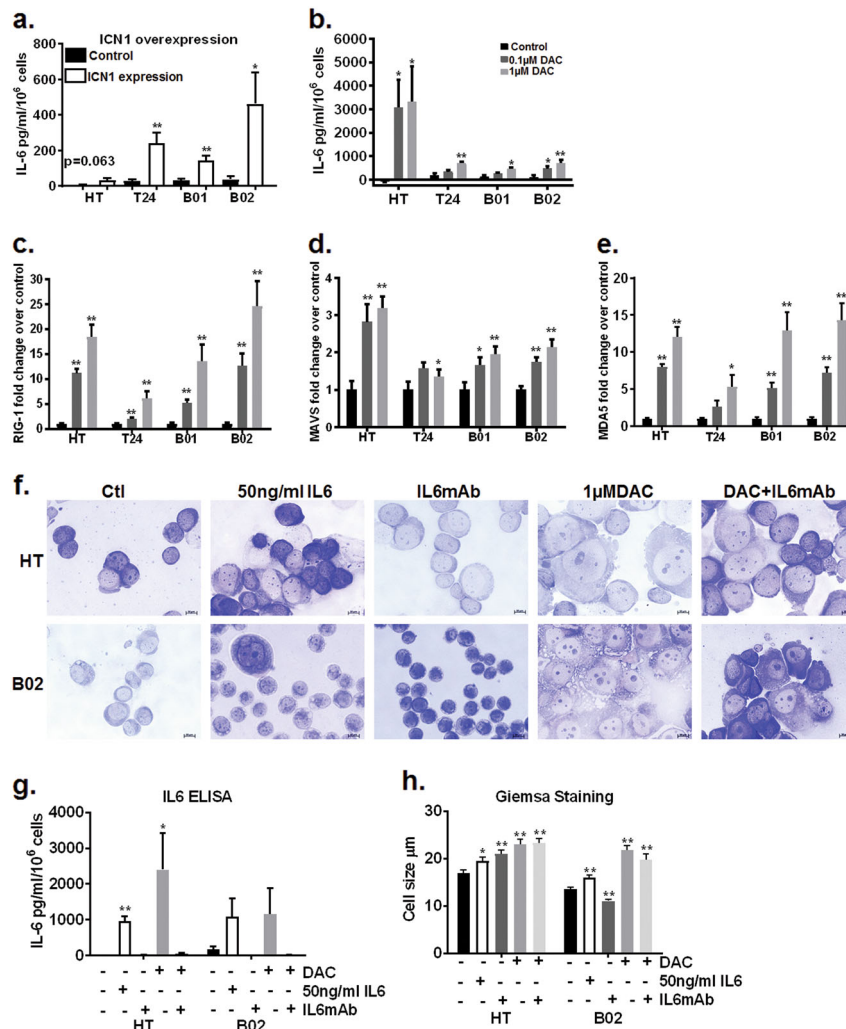 a.
ICN1 overexpression
IL-6 pg/ml/10⁶ cells
800
600
400
200
0
Control
ICN1 expression
p=0.063
**
**
*
HT T24 B01 B02
b.
IL-6 pg/ml/10⁶ cells
6000
5000
4000
3000
2000
1000
0
Control
0.1µM DAC
1µM DAC
* *
**
*
* **
HT T24 B01 B02
c.
RIG-1 fold change over control
30
25
20
15
10
5
0
** **
** **
** **
** **
HT T24 B01 B02
d.
MAVS fold change over control
4
2
0
** **
*
* **
** **
HT T24 B01 B02
e.
MDA5 fold change over control
20
15
10
5
0
** **
*
** **
** **
HT T24 B01 B02
f.
Ctl 50ng/ml IL6 IL6mAb 1µMDAC DAC+IL6mAb
HT
B02
g.
IL6 ELISA
IL-6 pg/ml/10⁶ cells
4000
3000
2000
1000
0
**
*
- - - + + - - - + + DAC
- + - - - - + - - - 50ng/ml IL6
- - + - + - - + - + IL6mAb
HT B02
h.
Giemsa Staining
Cell size µm
30
20
10
0
* ** ** **
** ** ** **
- - - + + - - - + + DAC
- + - - - - + - - - 50ng/ml IL6
- - + - + - - + - + IL6mAb
HT B02